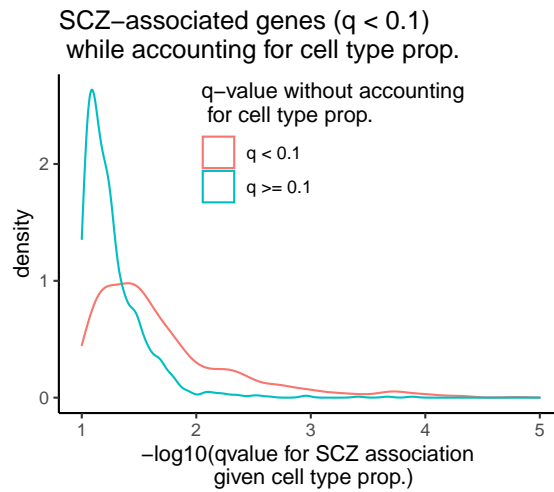 SCZ−associated genes (q < 0.1)
while accounting for cell type prop.
q−value without accounting
for cell type prop.
q < 0.1
q >= 0.1
density
2
1
0
1 2 3 4 5
−log10(qvalue for SCZ association
given cell type prop.)